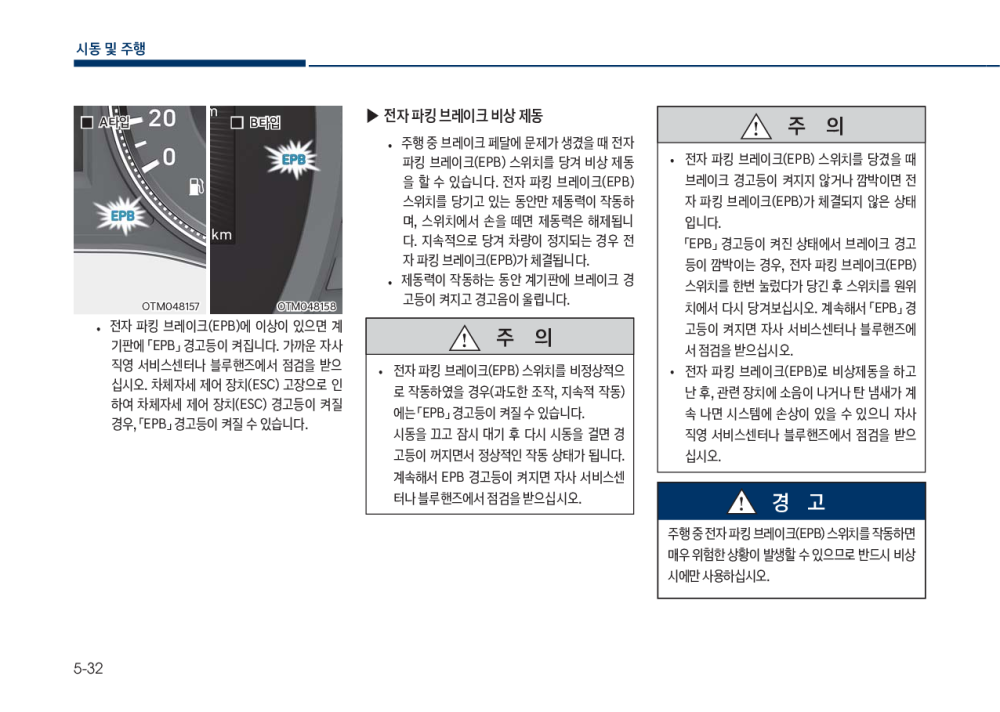 시동 및 주행
■ A타입
20
0
EPB
OTM048157
m
■ B타입
EPB
km
OTM048158
• 전자 파킹 브레이크(EPB)에 이상이 있으면 계
기판에 ｢EPB｣ 경고등이 켜집니다. 가까운 자사
직영 서비스센터나 블루핸즈에서 점검을 받으
십시오. 차체자세 제어 장치(ESC) 고장으로 인
하여 차체자세 제어 장치(ESC) 경고등이 켜질
경우,｢EPB｣ 경고등이 켜질 수 있습니다.
▶ 전자 파킹 브레이크 비상 제동
• 주행 중 브레이크 페달에 문제가 생겼을 때 전자
파킹 브레이크(EPB) 스위치를 당겨 비상 제동
을 할 수 있습니다. 전자 파킹 브레이크(EPB)
스위치를 당기고 있는 동안만 제동력이 작동하
며, 스위치에서 손을 떼면 제동력은 해제됩니
다. 지속적으로 당겨 차량이 정지되는 경우 전
자 파킹 브레이크(EPB)가 체결됩니다.
• 제동력이 작동하는 동안 계기판에 브레이크 경
고등이 켜지고 경고음이 울립니다.
주 의
• 전자 파킹 브레이크(EPB) 스위치를 비정상적으
로 작동하였을 경우(과도한 조작, 지속적 작동)
에는 ｢EPB｣ 경고등이 켜질 수 있습니다.
시동을 끄고 잠시 대기 후 다시 시동을 걸면 경
고등이 꺼지면서 정상적인 작동 상태가 됩니다.
계속해서 EPB 경고등이 켜지면 자사 서비스센
터나 블루핸즈에서 점검을 받으십시오.
주 의
• 전자 파킹 브레이크(EPB) 스위치를 당겼을 때
브레이크 경고등이 켜지지 않거나 깜박이면 전
자 파킹 브레이크(EPB)가 체결되지 않은 상태
입니다.
｢EPB｣ 경고등이 켜진 상태에서 브레이크 경고
등이 깜박이는 경우, 전자 파킹 브레이크(EPB)
스위치를 한번 눌렀다가 당긴 후 스위치를 원위
치에서 다시 당겨보십시오. 계속해서 ｢EPB｣ 경
고등이 켜지면 자사 서비스센터나 블루핸즈에
서 점검을 받으십시오.
• 전자 파킹 브레이크(EPB)로 비상제동을 하고
난 후, 관련 장치에 소음이 나거나 탄 냄새가 계
속 나면 시스템에 손상이 있을 수 있으니 자사
직영 서비스센터나 블루핸즈에서 점검을 받으
십시오.
경 고
주행 중 전자 파킹 브레이크(EPB) 스위치를 작동하면
매우 위험한 상황이 발생할 수 있으므로 반드시 비상
시에만 사용하십시오.
5-32